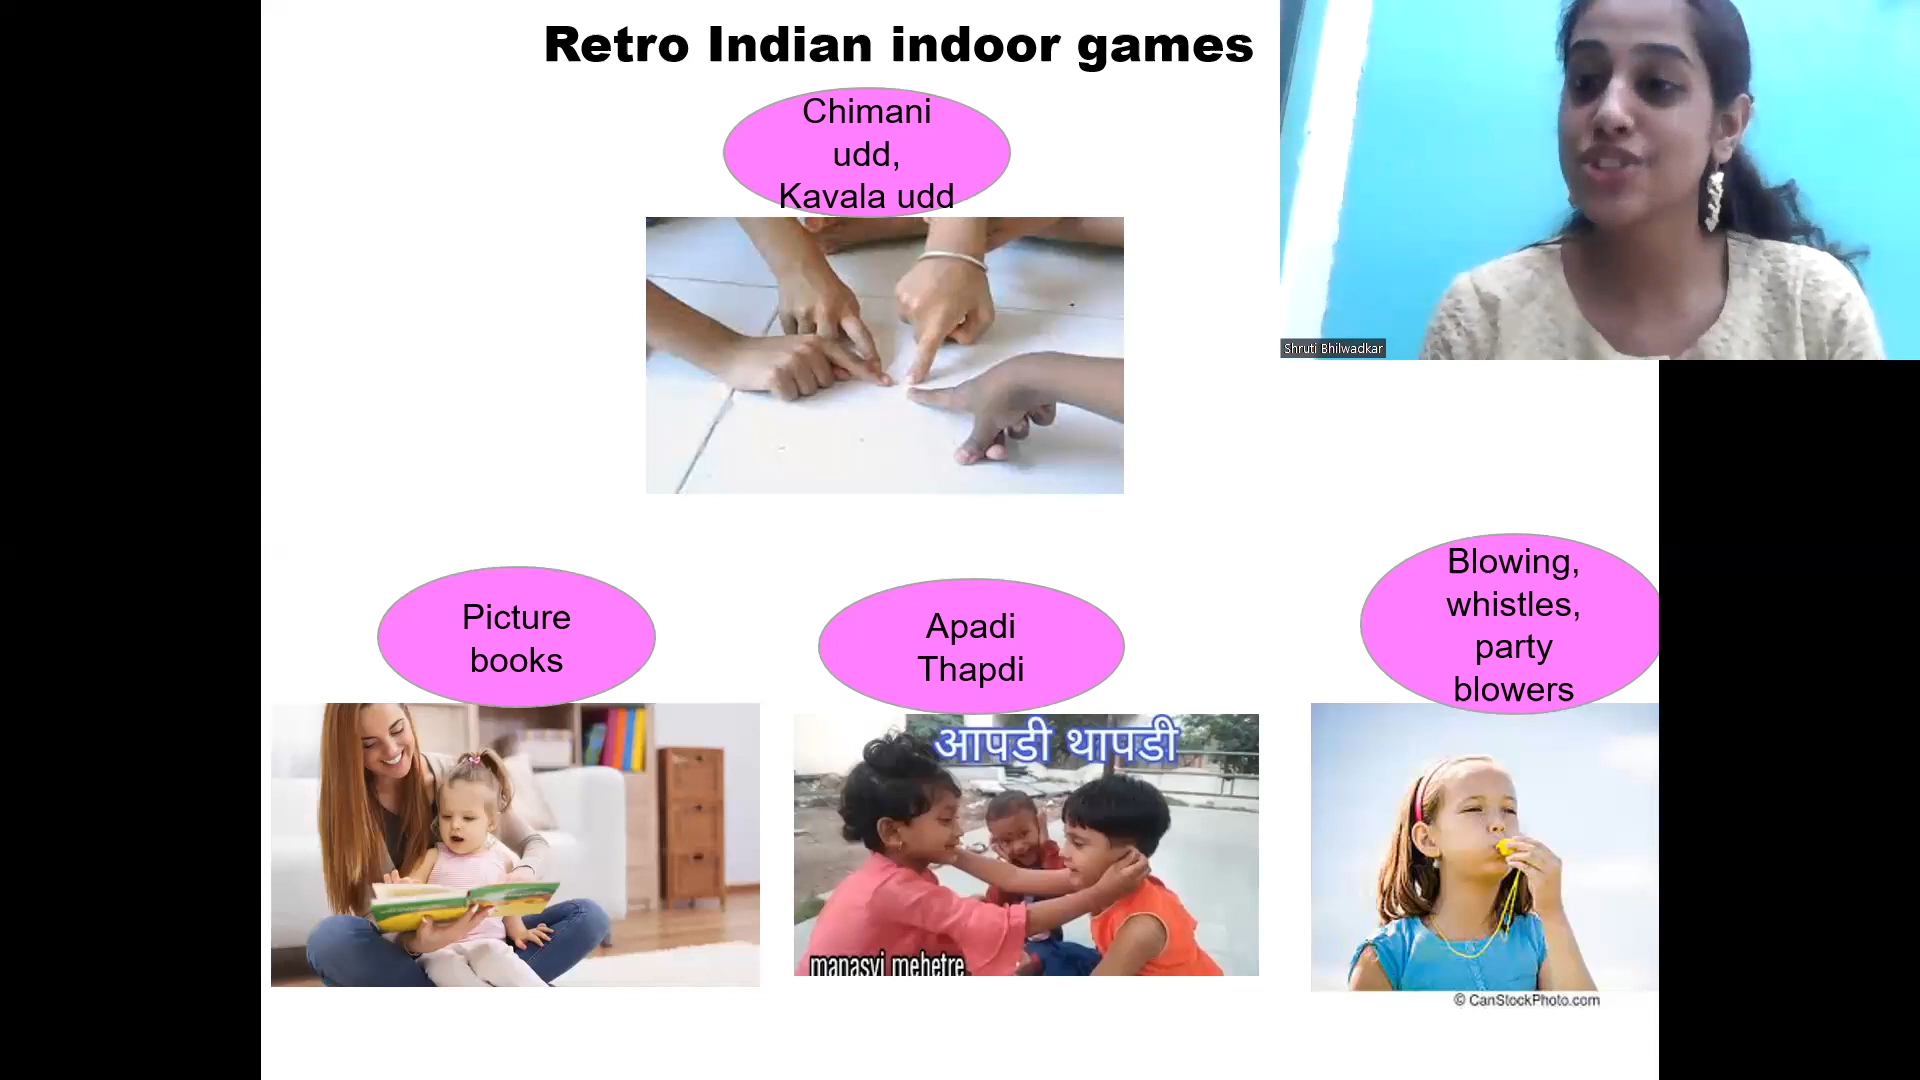 Retro Indian indoor games
Chimani
udd,
Kavala udd
Shruti Bhilwadkar
Picture
books
Apadi
Thapdi
Blowing,
whistles,
party
blowers
आपडी थापडी
manasvi mehetre
© CanStockPhoto.com